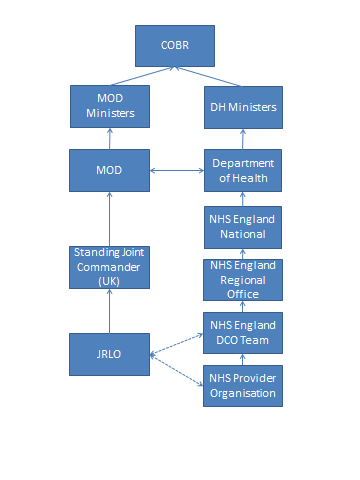 COBR
MOD
Ministers
DH Ministers
MOD
Department
of Health
NHS England
National
Standing Joint
Commander
(UK)
NHS England
Regional
Office
JRLO
NHS England
DCO Team
NHS Provider
Organisation